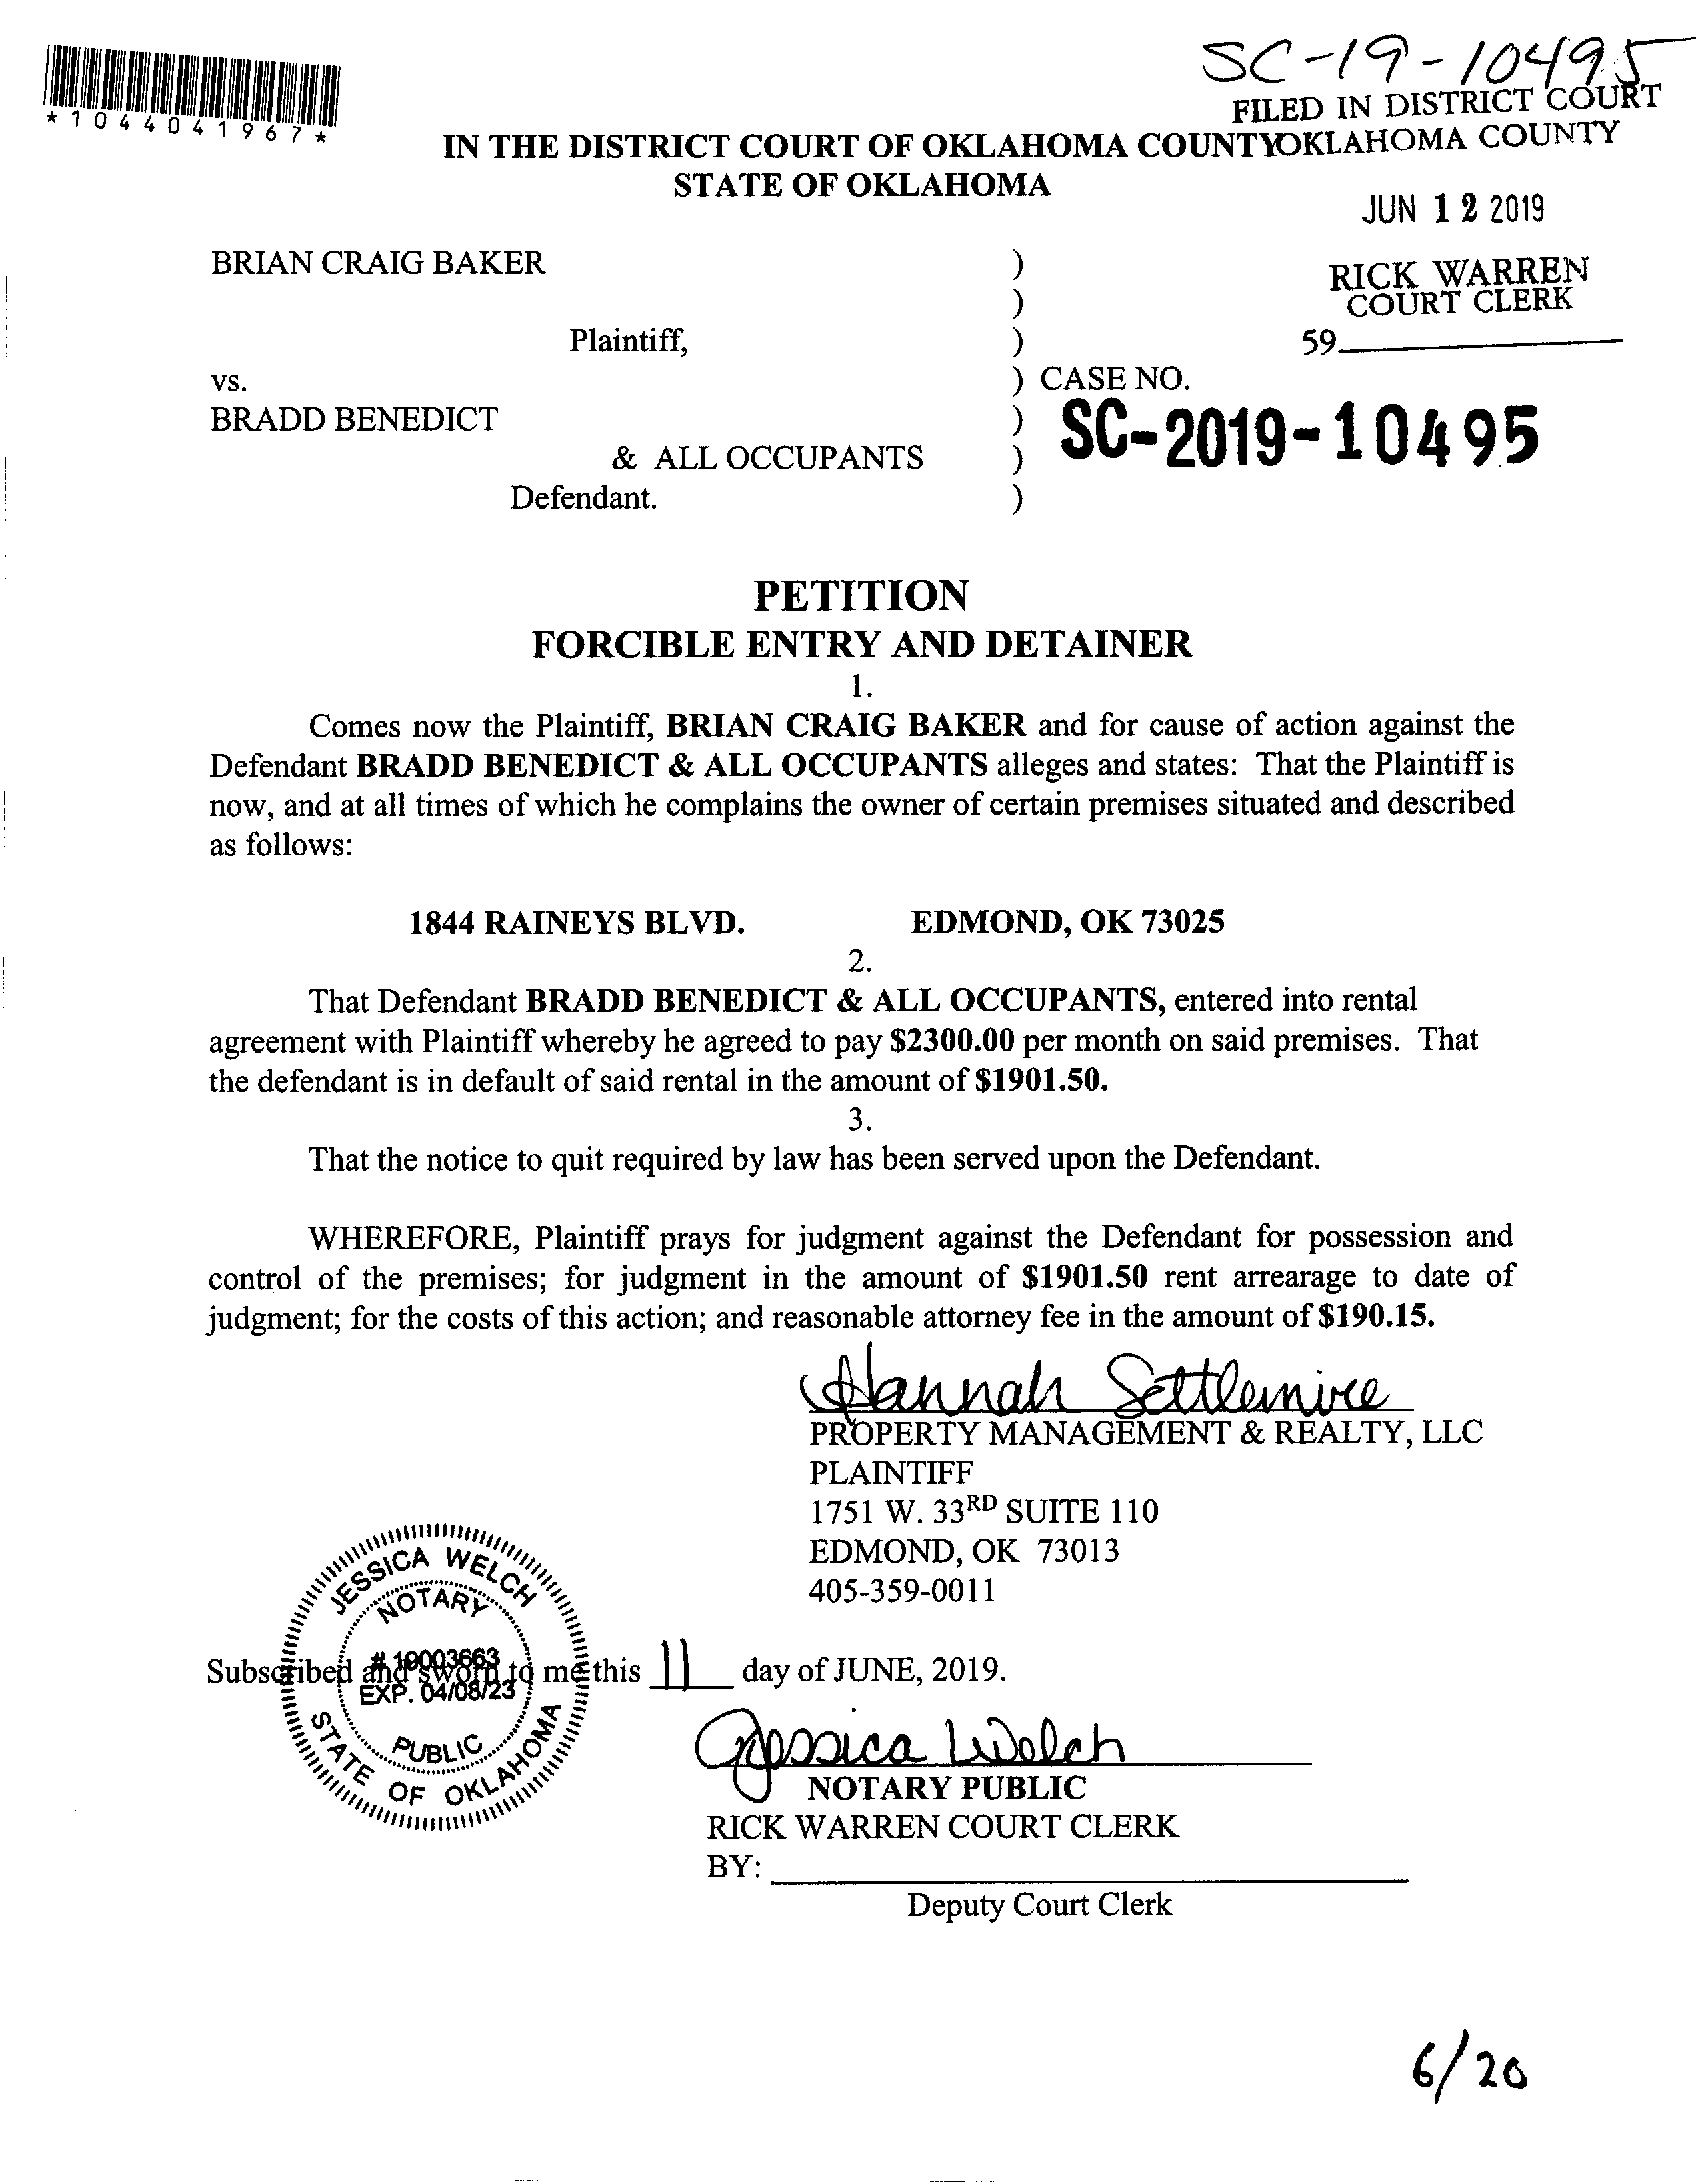 SC-19-10495
*1044041967*
FILED IN DISTRICT COURT
OKLAHOMA COUNTY
IN THE DISTRICT COURT OF OKLAHOMA COUNTY
STATE OF OKLAHOMA
JUN 12 2019
RICK WARREN
COURT CLERK
59
BRIAN CRAIG BAKER )
)
Plaintiff, )
vs. ) CASE NO.
BRADD BENEDICT ) SC-2019-10495
& ALL OCCUPANTS )
Defendant. )
PETITION
FORCIBLE ENTRY AND DETAINER
1.
Comes now the Plaintiff, BRIAN CRAIG BAKER and for cause of action against the
Defendant BRADD BENEDICT & ALL OCCUPANTS alleges and states: That the Plaintiff is
now, and at all times of which he complains the owner of certain premises situated and described
as follows:
1844 RAINEYS BLVD. EDMOND, OK 73025
2.
That Defendant BRADD BENEDICT & ALL OCCUPANTS, entered into rental
agreement with Plaintiff whereby he agreed to pay $2300.00 per month on said premises. That
the defendant is in default of said rental in the amount of $1901.50.
3.
That the notice to quit required by law has been served upon the Defendant.
WHEREFORE, Plaintiff prays for judgment against the Defendant for possession and
control of the premises; for judgment in the amount of $1901.50 rent arrearage to date of
judgment; for the costs of this action; and reasonable attorney fee in the amount of $190.15.
Hannah Settlemire
PROPERTY MANAGEMENT & REALTY, LLC
PLAINTIFF
1751 W. 33RD SUITE 110
EDMOND, OK 73013
405-359-0011
JESSICA WELCH
NOTARY
# 19003663
EXP. 04/08/23
PUBLIC
STATE OF OKLAHOMA
Subscribed and sworn to me this 11 day of JUNE, 2019.
Jessica Welch
NOTARY PUBLIC
RICK WARREN COURT CLERK
BY:
Deputy Court Clerk
6/20